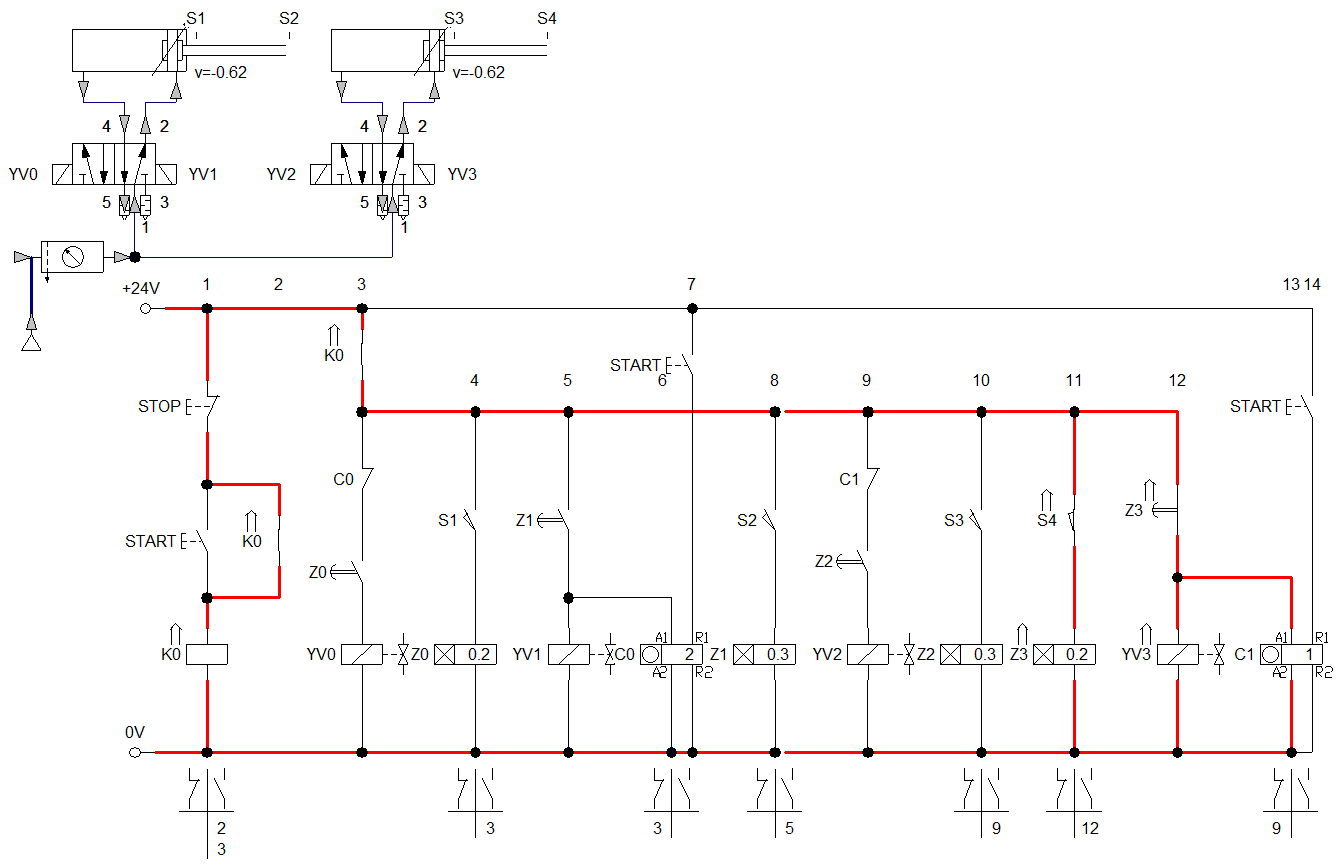 S1 S2 S3 S4
v=-0.62 v=-0.62
4 2 4 2
YV0 YV1 YV2 YV3
5 3 5 3
1 1
+24V 1 2 3 7 13 14
K0
START
4 5 6 8 9 10 11 12
STOP START
C0 C1
S1 Z1 S2 S3 S4 Z3
START K0
Z0 Z2
A1 R1 A1 R1
K0 YV0 Z0 0.2 YV1 C0 2 Z1 0.3 YV2 Z2 0.3 Z3 0.2 YV3 C1 1
A2 R2 A2 R2
0V
2 3 3 5 9 12 9
3